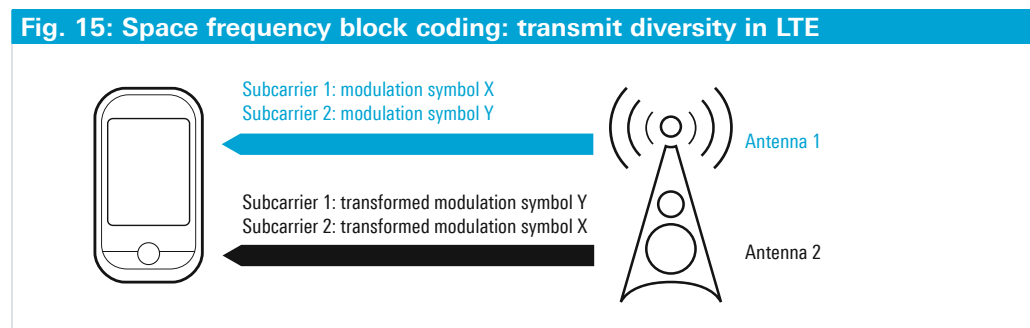 Fig. 15: Space frequency block coding: transmit diversity in LTE
Subcarrier 1: modulation symbol X
Subcarrier 2: modulation symbol Y
Antenna 1
Subcarrier 1: transformed modulation symbol Y
Subcarrier 2: transformed modulation symbol X
Antenna 2